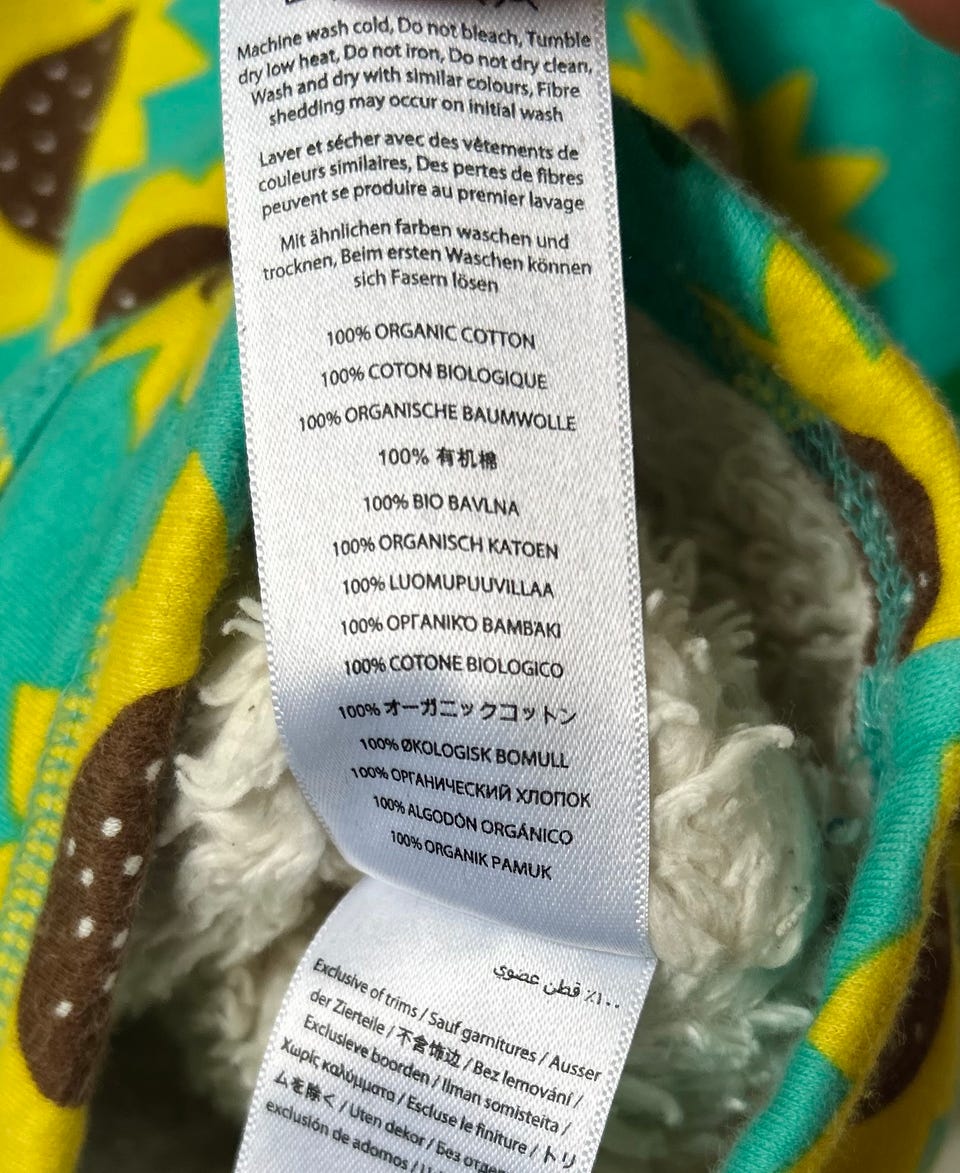 Machine wash cold, Do not bleach, Tumble
dry low heat, Do not iron, Do not dry clean,
Wash and dry with similar colours, Fibre
shedding may occur on initial wash
Laver et sécher avec des vêtements de
couleurs similaires, Des pertes de fibres
peuvent se produire au premier lavage
Mit ähnlichen farben waschen und
trocknen, Beim ersten Waschen können
sich Fasern lösen
100% ORGANIC COTTON
100% COTON BIOLOGIQUE
100% ORGANISCHE BAUMWOLLE
100% 有机棉
100% BIO BAVLNA
100% ORGANISCH KATOEN
100% LUOMUPUUVILLAA
100% ΟΡΓΑΝΙΚΌ ΒΑΜΒΆΚΙ
100% COTONE BIOLOGICO
100% オーガニックコットン
100% ØKOLOGISK BOMULL
100% ОРГАНИЧЕСКИЙ ХЛОПОК
100% ALGODÓN ORGÁNICO
100% ORGANIK PAMUK
١٠٠٪ قطن عضوي
Exclusive of trims / Sauf garnitures / Ausser
der Zierteile / 不含饰边 / Bez lemování /
Exclusieve boorden / Ilman somisteita /
Χωρίς καλύμματα / Escluse le finiture / トリ
ムを除く / Uten dekor / Без
exclusión de adornos /